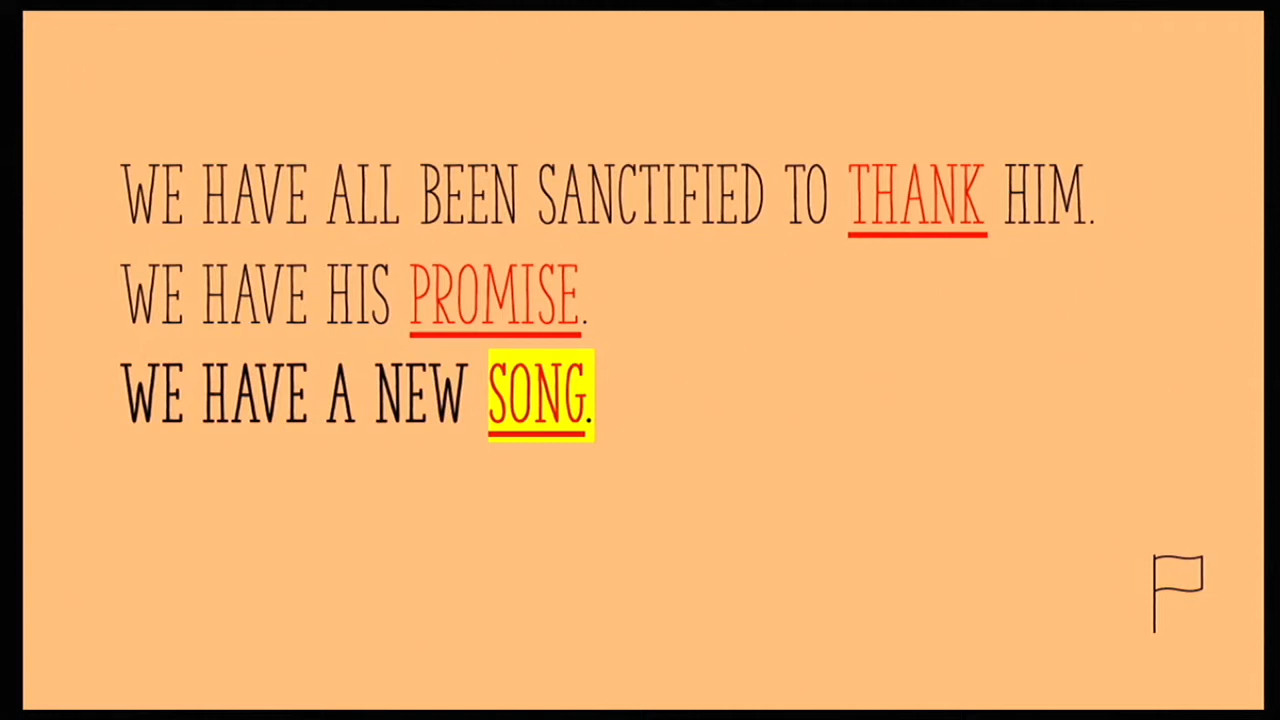 WE HAVE ALL BEEN SANCTIFIED TO THANK HIM.
WE HAVE HIS PROMISE.
WE HAVE A NEW SONG.